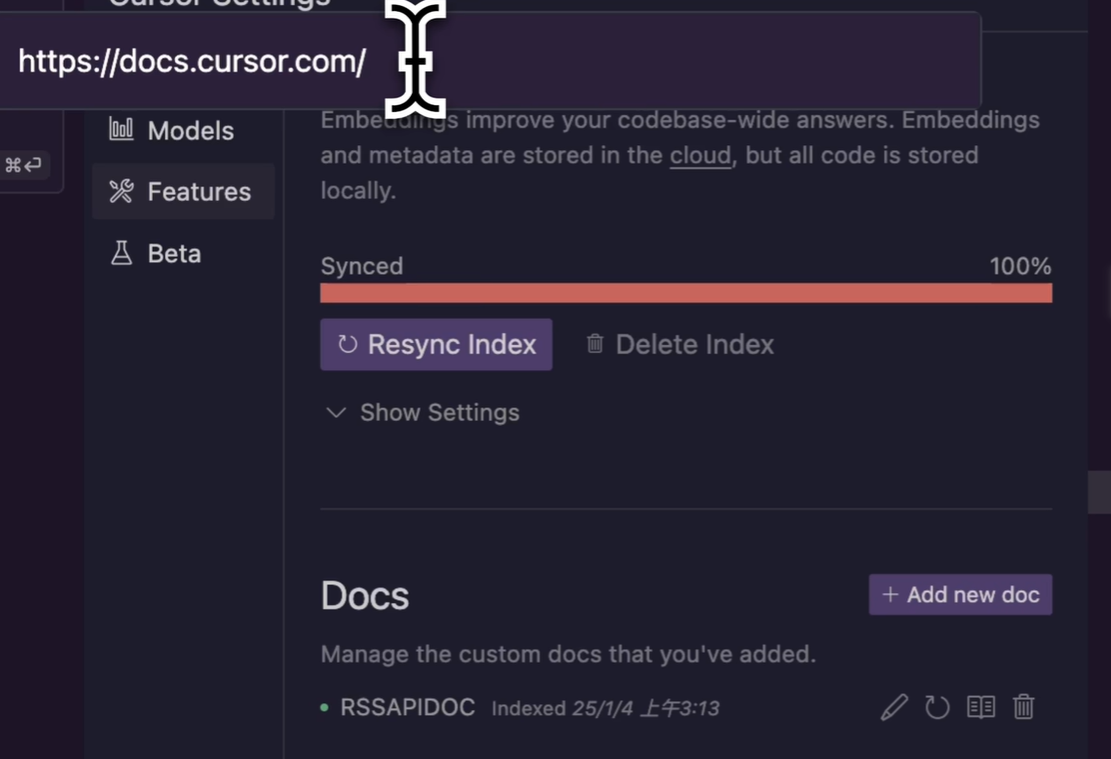 Cursor Settings
https://docs.cursor.com/
Models
Features
Beta
⌘⏎
Embeddings improve your codebase-wide answers. Embeddings
and metadata are stored in the cloud, but all code is stored
locally.
Synced 100%
Resync Index Delete Index
Show Settings
Docs
+ Add new doc
Manage the custom docs that you've added.
RSSAPIDOC Indexed 25/1/4 上午3:13